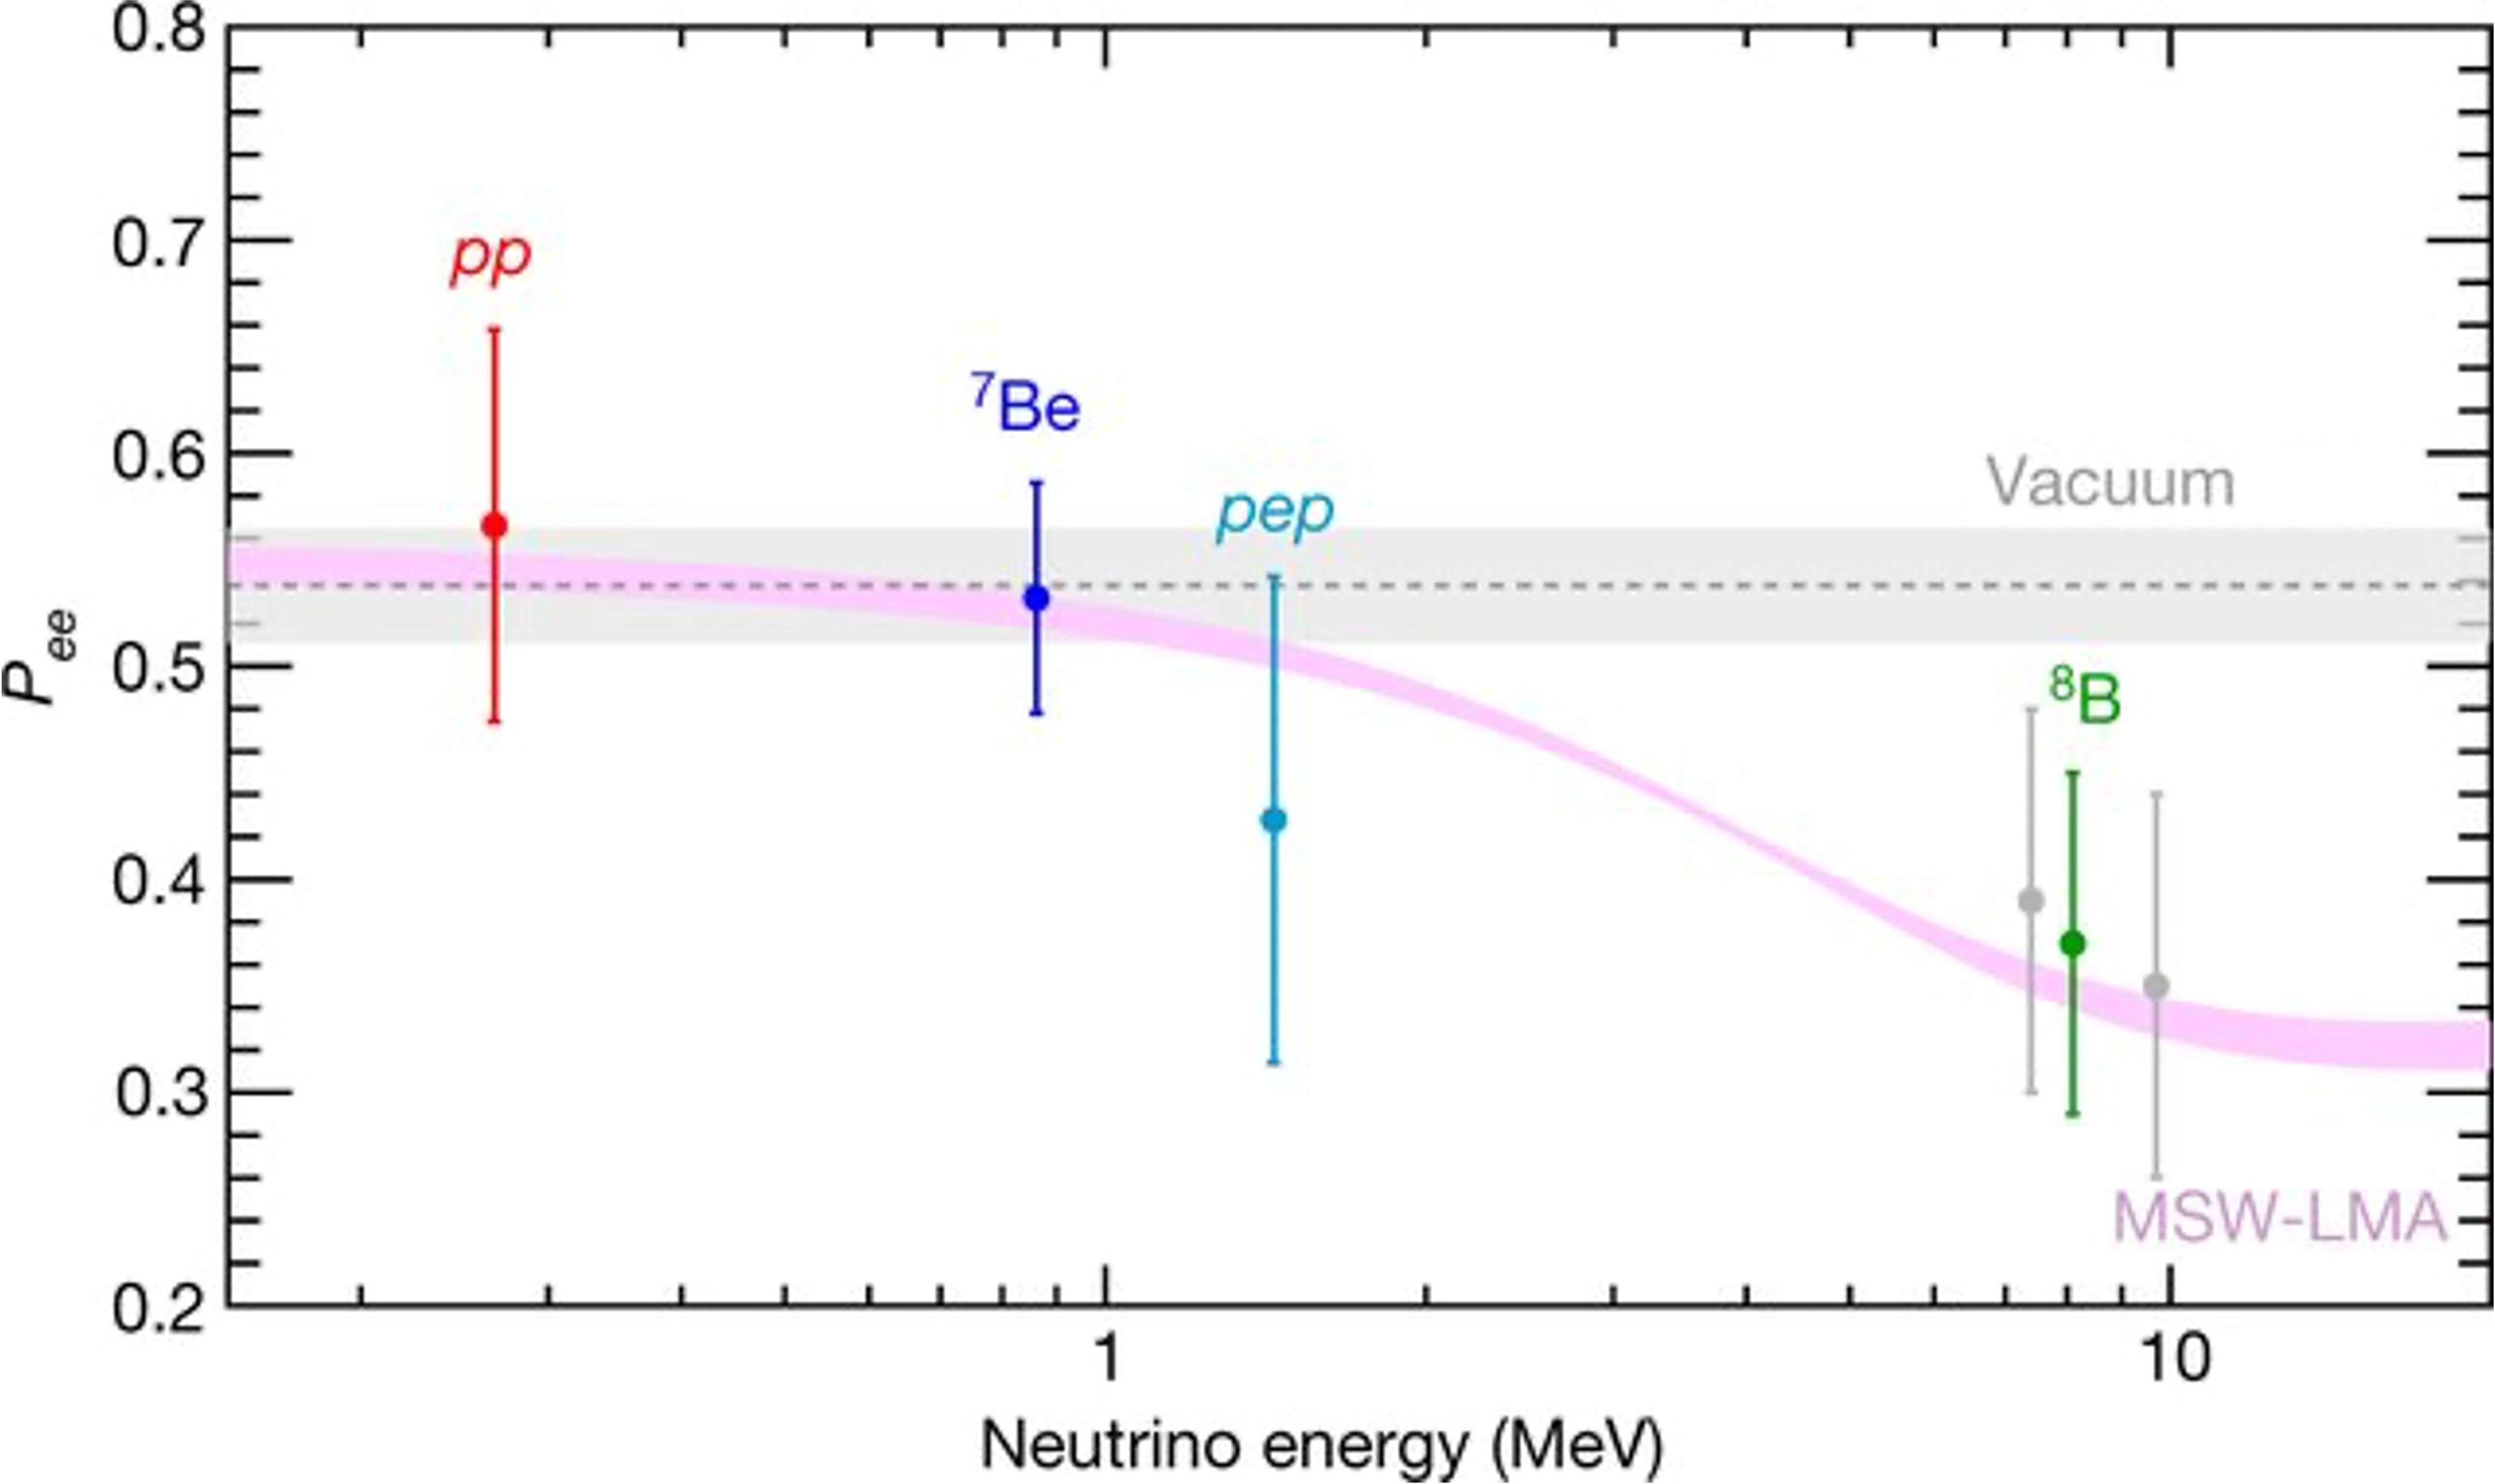 0.8
0.7
0.6
0.5
0.4
0.3
0.2
P ee
pp
⁷Be
pep
Vacuum
⁸B
MSW-LMA
1
10
Neutrino energy (MeV)